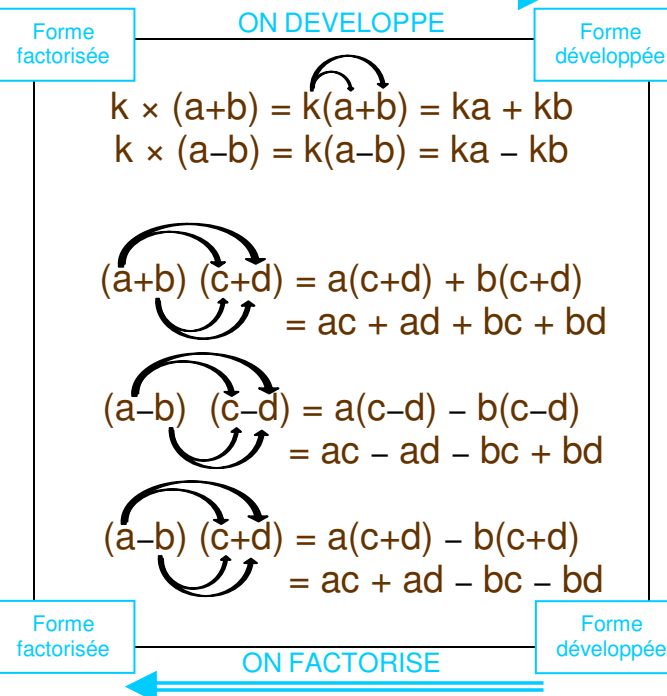 ON DEVELOPPE
Forme
factorisée
Forme
développée
k × (a+b) = k(a+b) = ka + kb
k × (a–b) = k(a–b) = ka – kb
(a+b) (c+d) = a(c+d) + b(c+d)
= ac + ad + bc + bd
(a–b) (c–d) = a(c–d) – b(c–d)
= ac – ad – bc + bd
(a–b) (c+d) = a(c+d) – b(c+d)
= ac + ad – bc – bd
Forme
factorisée
Forme
développée
ON FACTORISE